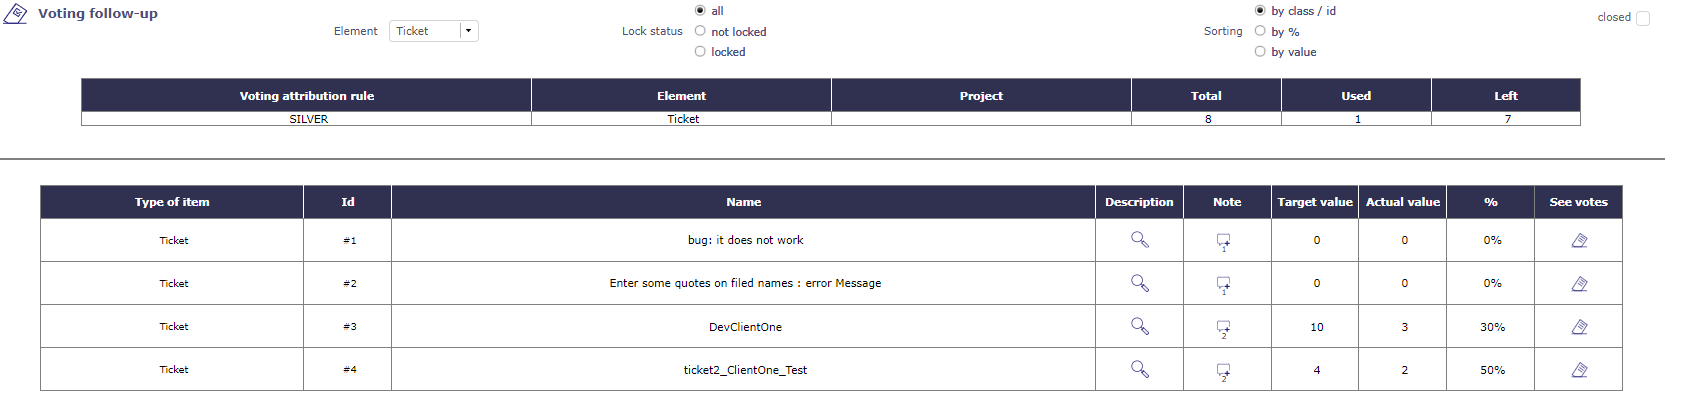 Voting follow-up
Element Ticket
Lock status
all
not locked
locked
Sorting
by class / id
by %
by value
closed
Voting attribution rule Element Project Total Used Left
SILVER Ticket 8 1 7
Type of item Id Name Description Note Target value Actual value % See votes
Ticket #1 bug: it does not work 1 0 0 0%
Ticket #2 Enter some quotes on filed names : error Message 1 0 0 0%
Ticket #3 DevClientOne 2 10 3 30%
Ticket #4 ticket2_ClientOne_Test 2 4 2 50%